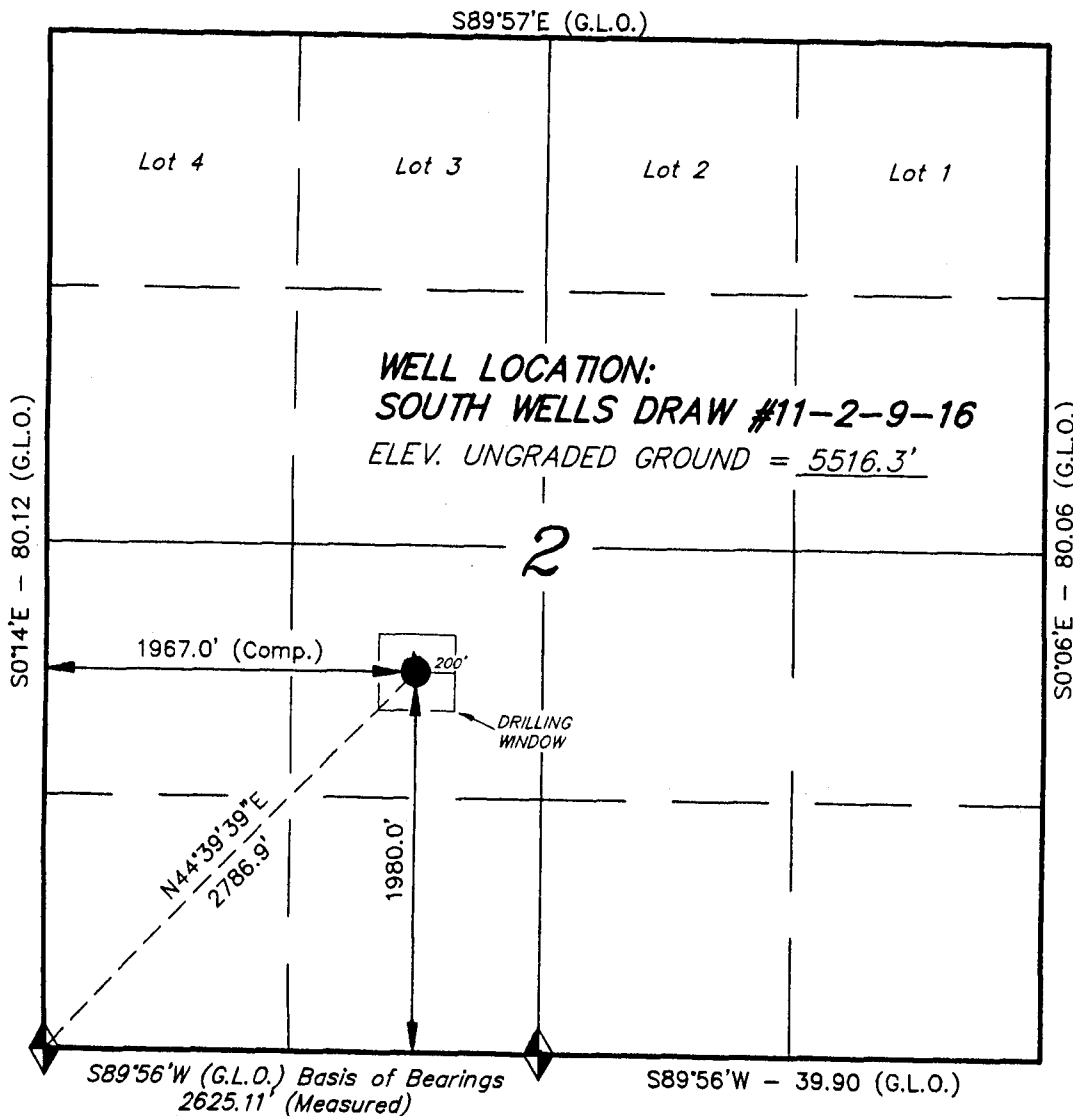 S89°57'E (G.L.O.)
Lot 4
Lot 3
Lot 2
Lot 1
WELL LOCATION:
SOUTH WELLS DRAW #11-2-9-16
ELEV. UNGRADED GROUND = 5516.3'
S0°14'E - 80.12 (G.L.O.)
S0°06'E - 80.06 (G.L.O.)
2
1967.0' (Comp.)
200'
DRILLING
WINDOW
N44°39'39"E
2786.9'
1980.0'
S89°56'W (G.L.O.) Basis of Bearings
2625.11' (Measured)
S89°56'W - 39.90 (G.L.O.)